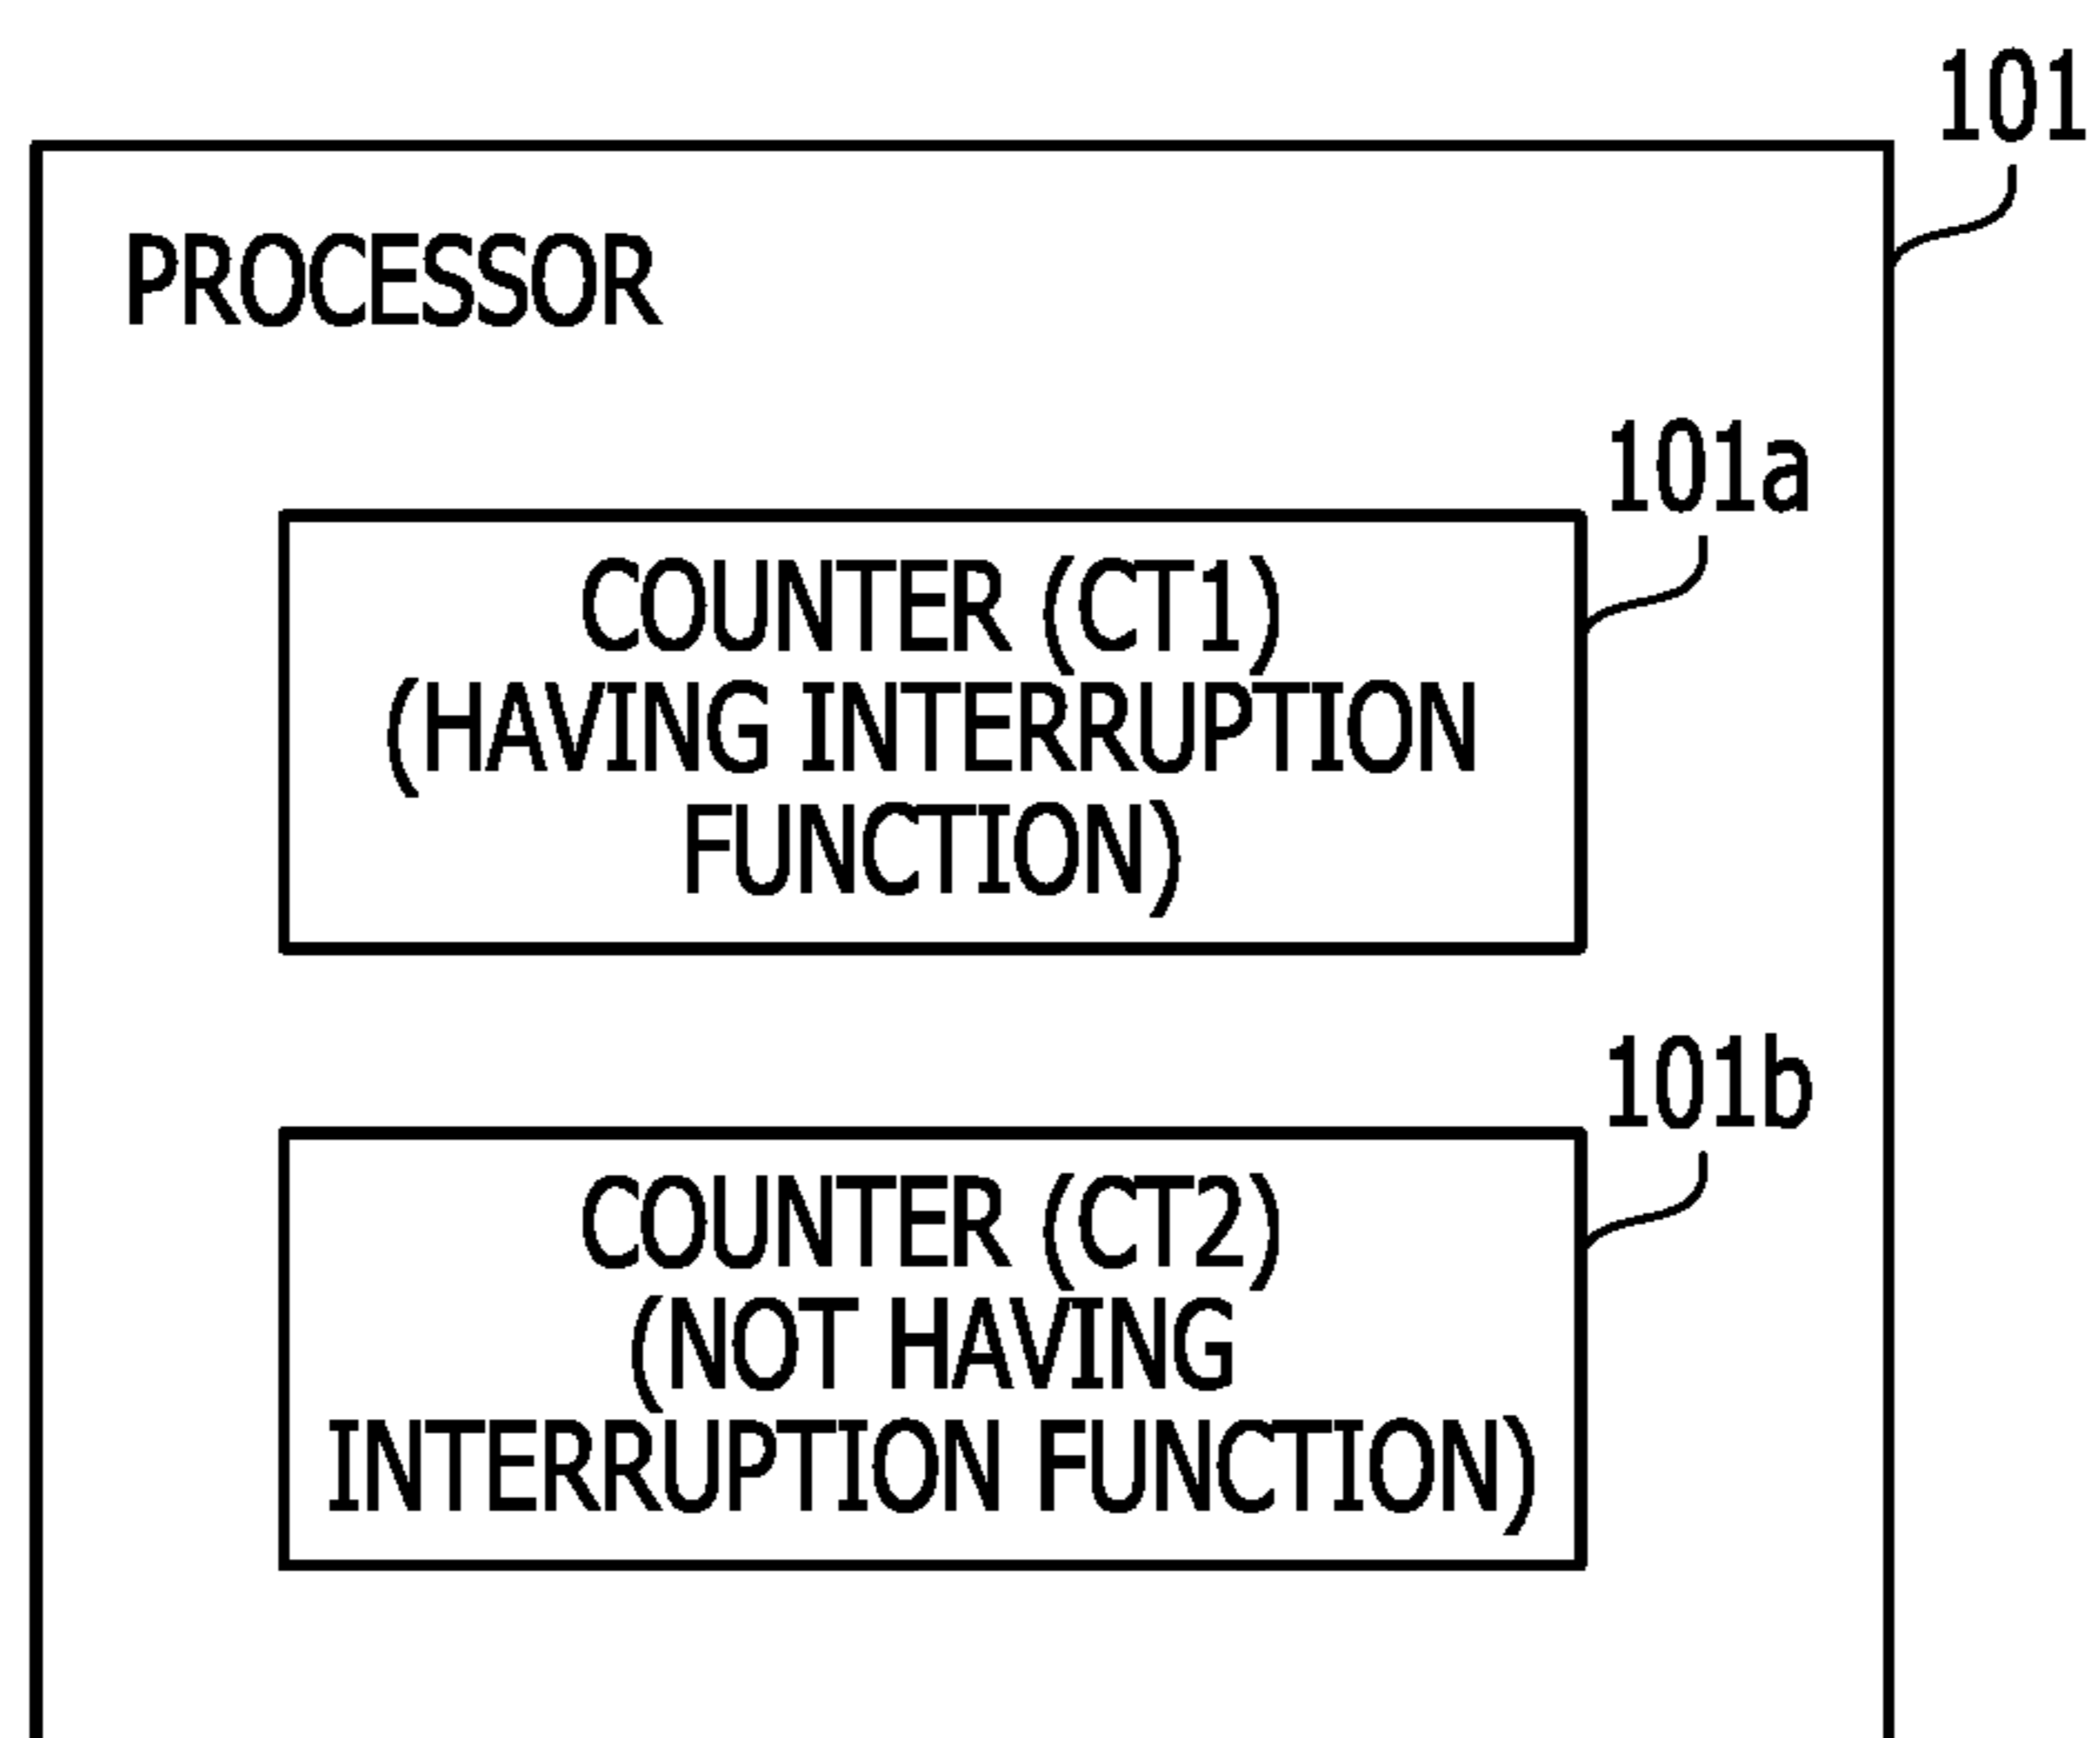 101
PROCESSOR
101a
COUNTER (CT1)
(HAVING INTERRUPTION
FUNCTION)
101b
COUNTER (CT2)
(NOT HAVING
INTERRUPTION FUNCTION)